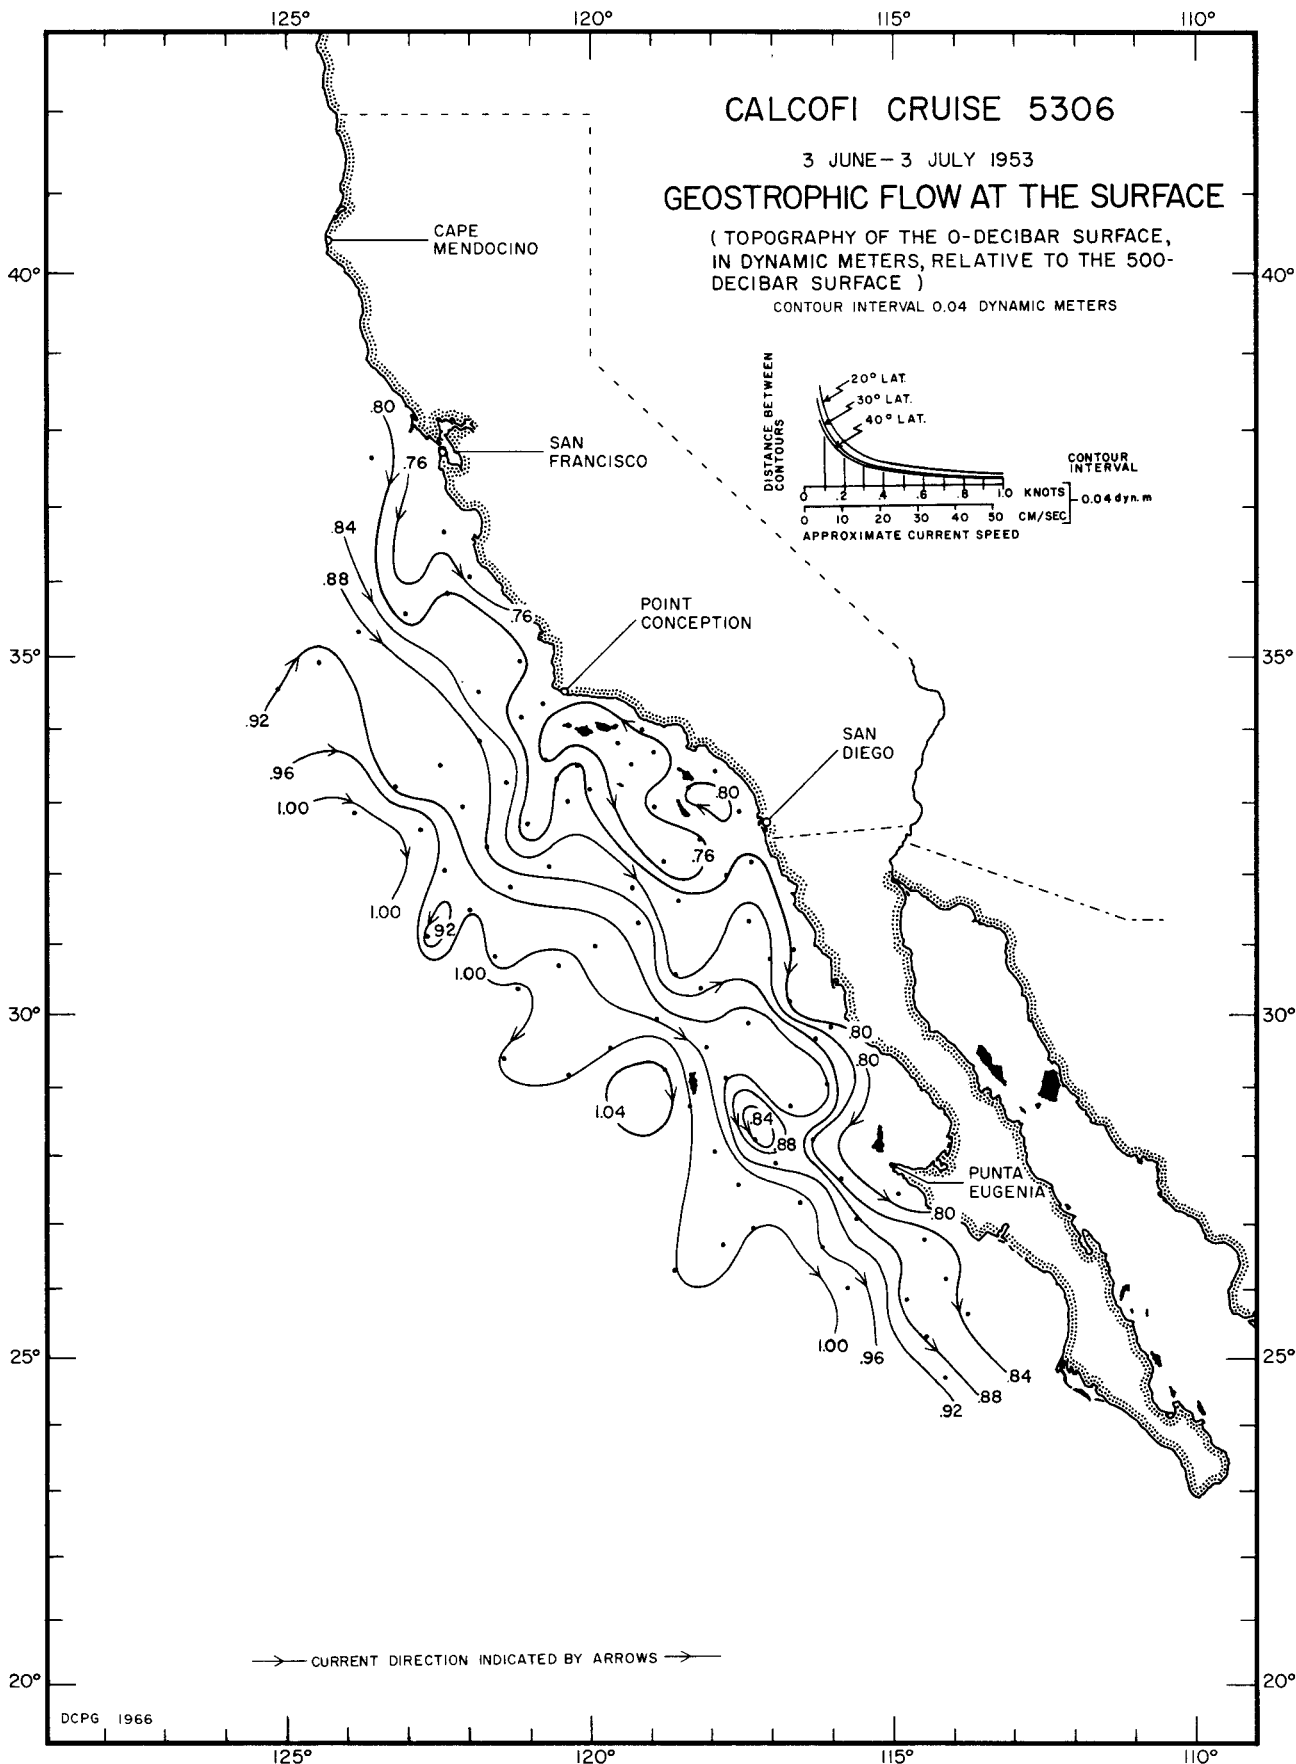 125° 120° 115° 110°
CALCOFI CRUISE 5306
3 JUNE – 3 JULY 1953
GEOSTROPHIC FLOW AT THE SURFACE
( TOPOGRAPHY OF THE 0-DECIBAR SURFACE,
IN DYNAMIC METERS, RELATIVE TO THE 500-
DECIBAR SURFACE )
CONTOUR INTERVAL 0.04 DYNAMIC METERS
CAPE
MENDOCINO
40° 40°
DISTANCE BETWEEN
CONTOURS
20° LAT.
30° LAT.
40° LAT.
CONTOUR
INTERVAL
0 .2 .4 .6 .8 1.0 KNOTS
0.04 dyn. m
0 10 20 30 40 50 CM/SEC
APPROXIMATE CURRENT SPEED
.80
SAN
FRANCISCO
.76
.84
.88
POINT
CONCEPTION
.76
35° 35°
.92
SAN
DIEGO
.96
.80
1.00
.76
1.00
.92
1.00
30° 30°
.80
.80
1.04
.84
.88
PUNTA
EUGENIA
.80
1.00
.96
25° 25°
.84
.88
.92
CURRENT DIRECTION INDICATED BY ARROWS
20° 20°
DCPG 1966
125° 120° 115° 110°